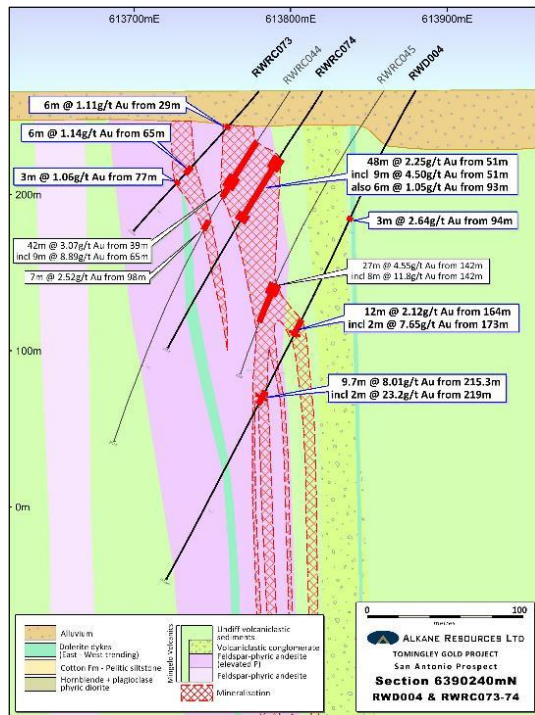 613700mE
613800mE
613900mE
RWRC073
RWRC044
RWRC074
RWRC045
RWD004
6m @ 1.11g/t Au from 29m
6m @ 1.14g/t Au from 65m
3m @ 1.06g/t Au from 77m
200m
48m @ 2.25g/t Au from 51m
incl 9m @ 4.50g/t Au from 51m
also 6m @ 1.05g/t Au from 93m
3m @ 2.64g/t Au from 94m
42m @ 3.07g/t Au from 39m
incl 9m @ 8.89g/t Au from 65m
7m @ 2.52g/t Au from 98m
27m @ 4.55g/t Au from 142m
incl 8m @ 11.8g/t Au from 142m
12m @ 2.12g/t Au from 164m
incl 2m @ 7.65g/t Au from 173m
100m
9.7m @ 8.01g/t Au from 215.3m
incl 2m @ 23.2g/t Au from 219m
0m
Alluvium
Dolerite dykes
(East - West trending)
Cotton Fm - Pelitic siltstone
Hornblende + plagioclase
phyric diorite
Mingelo Volcanics
Undiff volcaniclastic
sediments
Volcaniclastic conglomerate
Feldspar-phyric andesite
(elevated P)
Feldspar-phyric andesite
Mineralisation
0
100
metres
ALKANE RESOURCES LTD
TOMINGLEY GOLD PROJECT
San Antonio Prospect
Section 6390240mN
RWD004 & RWRC073-74